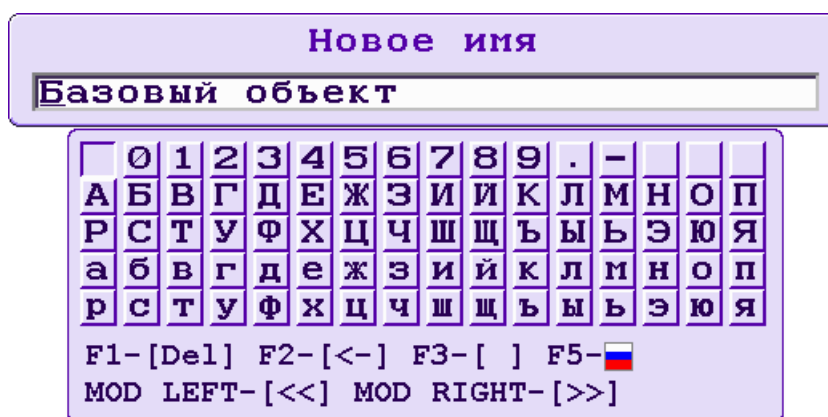 Новое имя
Базовый объект
0 1 2 3 4 5 6 7 8 9 . -
А Б В Г Д Е Ж З И Й К Л М Н О П
Р С Т У Ф Х Ц Ч Ш Щ Ъ Ы Ь Э Ю Я
а б в г д е ж з и й к л м н о п
р с т у ф х ц ч ш щ ъ ы ь э ю я
F1-[Del] F2-[<-] F3-[ ] F5-
MOD LEFT-[<<] MOD RIGHT-[>>]